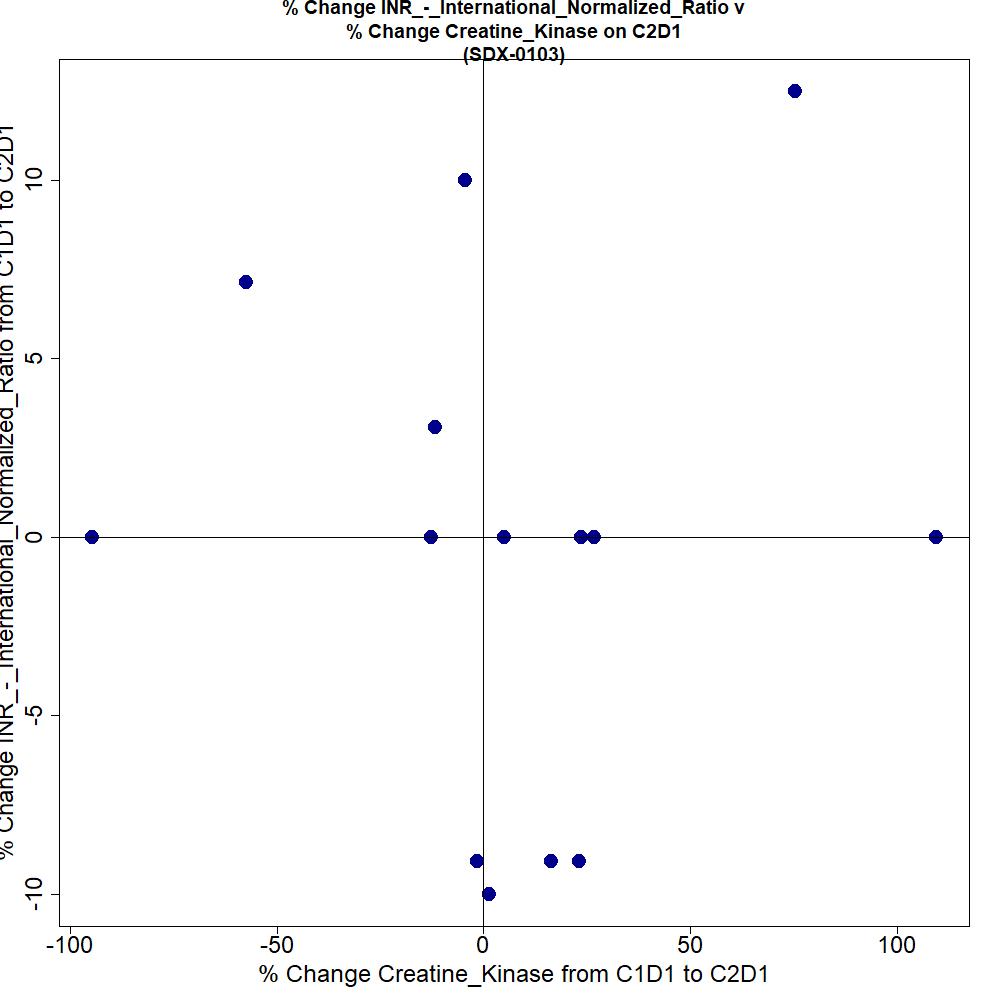 % Change INR_-_International_Normalized_Ratio v
% Change Creatine_Kinase on C2D1
(SDX-0103)
% Change INR_-_International_Normalized_Ratio from C1D1 to C2D1
10
5
0
-5
-10
-100
-50
0
50
100
% Change Creatine_Kinase from C1D1 to C2D1